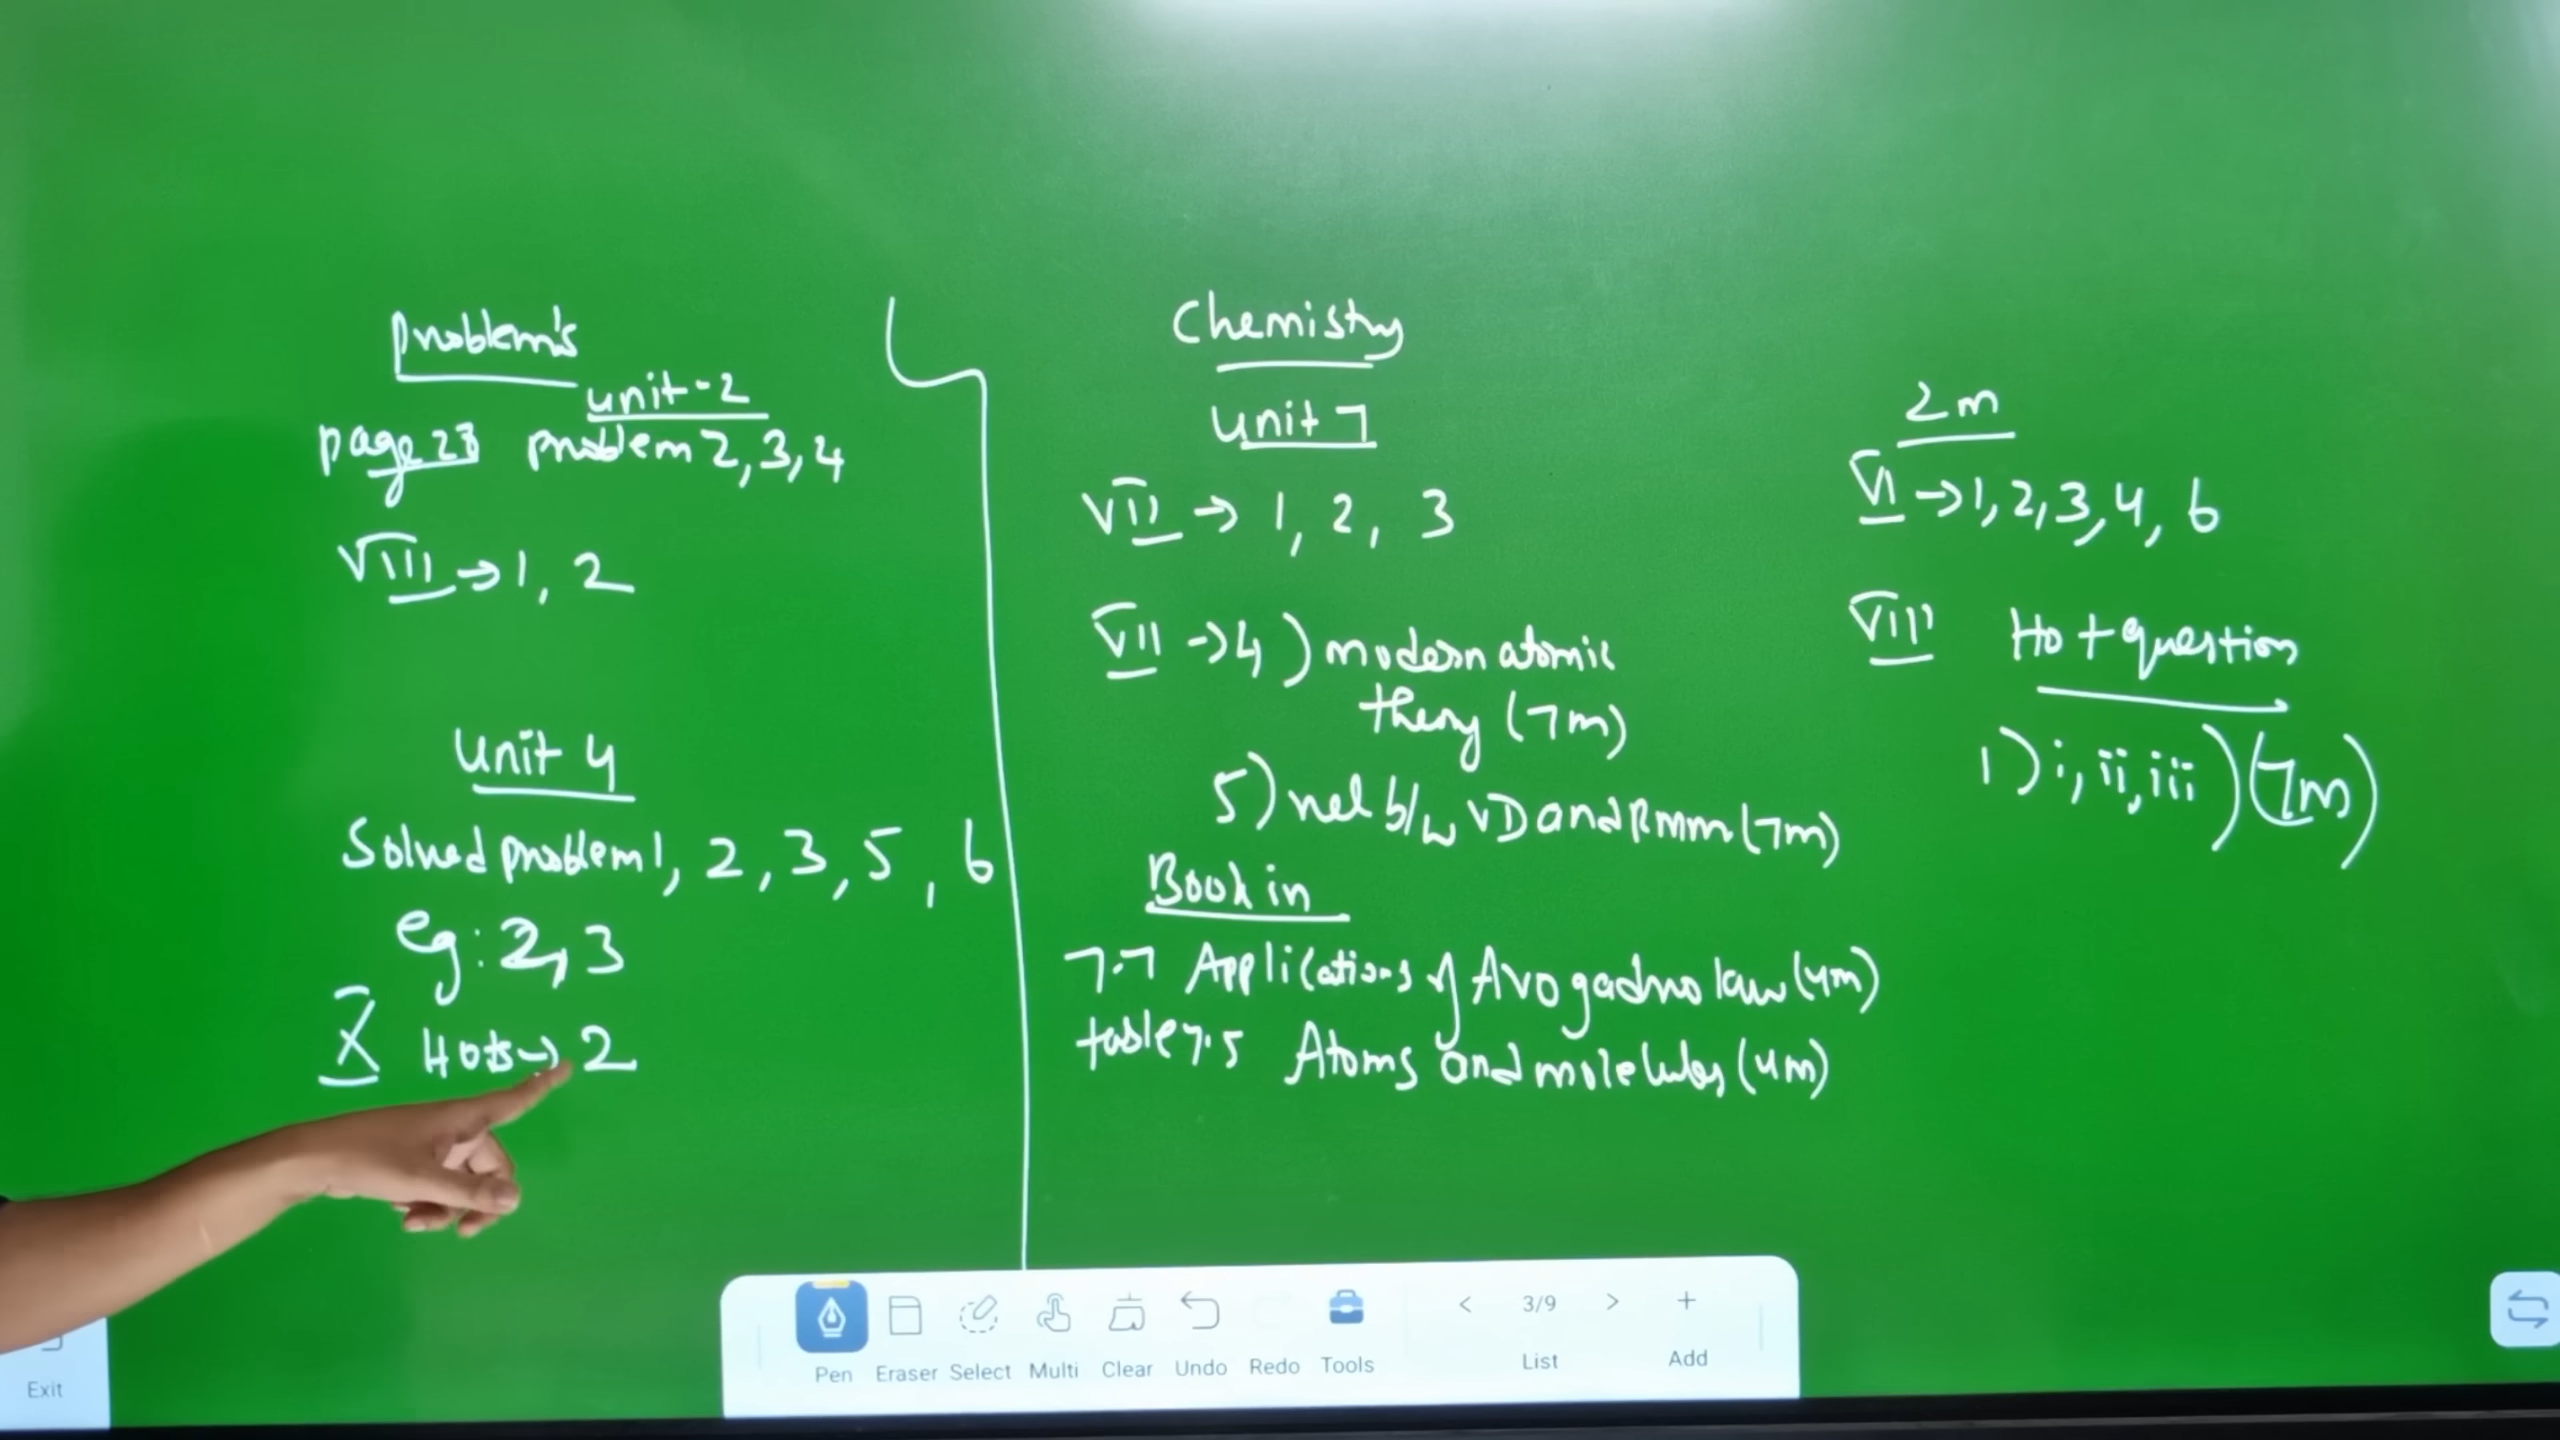 Problem's
unit-2
page 23 problem 2,3,4
VIII → 1, 2
Unit 4
Solved problem 1, 2, 3, 5, 6
eg: 2,3
X Hots → 2
Chemistry
Unit 7
VII → 1, 2, 3
VII → 4) modern atomic
theory (7m)
5) rel b/w VD and Rmm (7m)
Book in
7.7 Applications of Avogadro law (4m)
table 7.5 Atoms and molecules (4m)
2m
VI → 1,2,3,4,6
VIII Hot question
1) i, ii, iii) (7m)
Pen Eraser Select Multi Clear Undo Redo Tools
< 3/9 > +
List Add
Exit